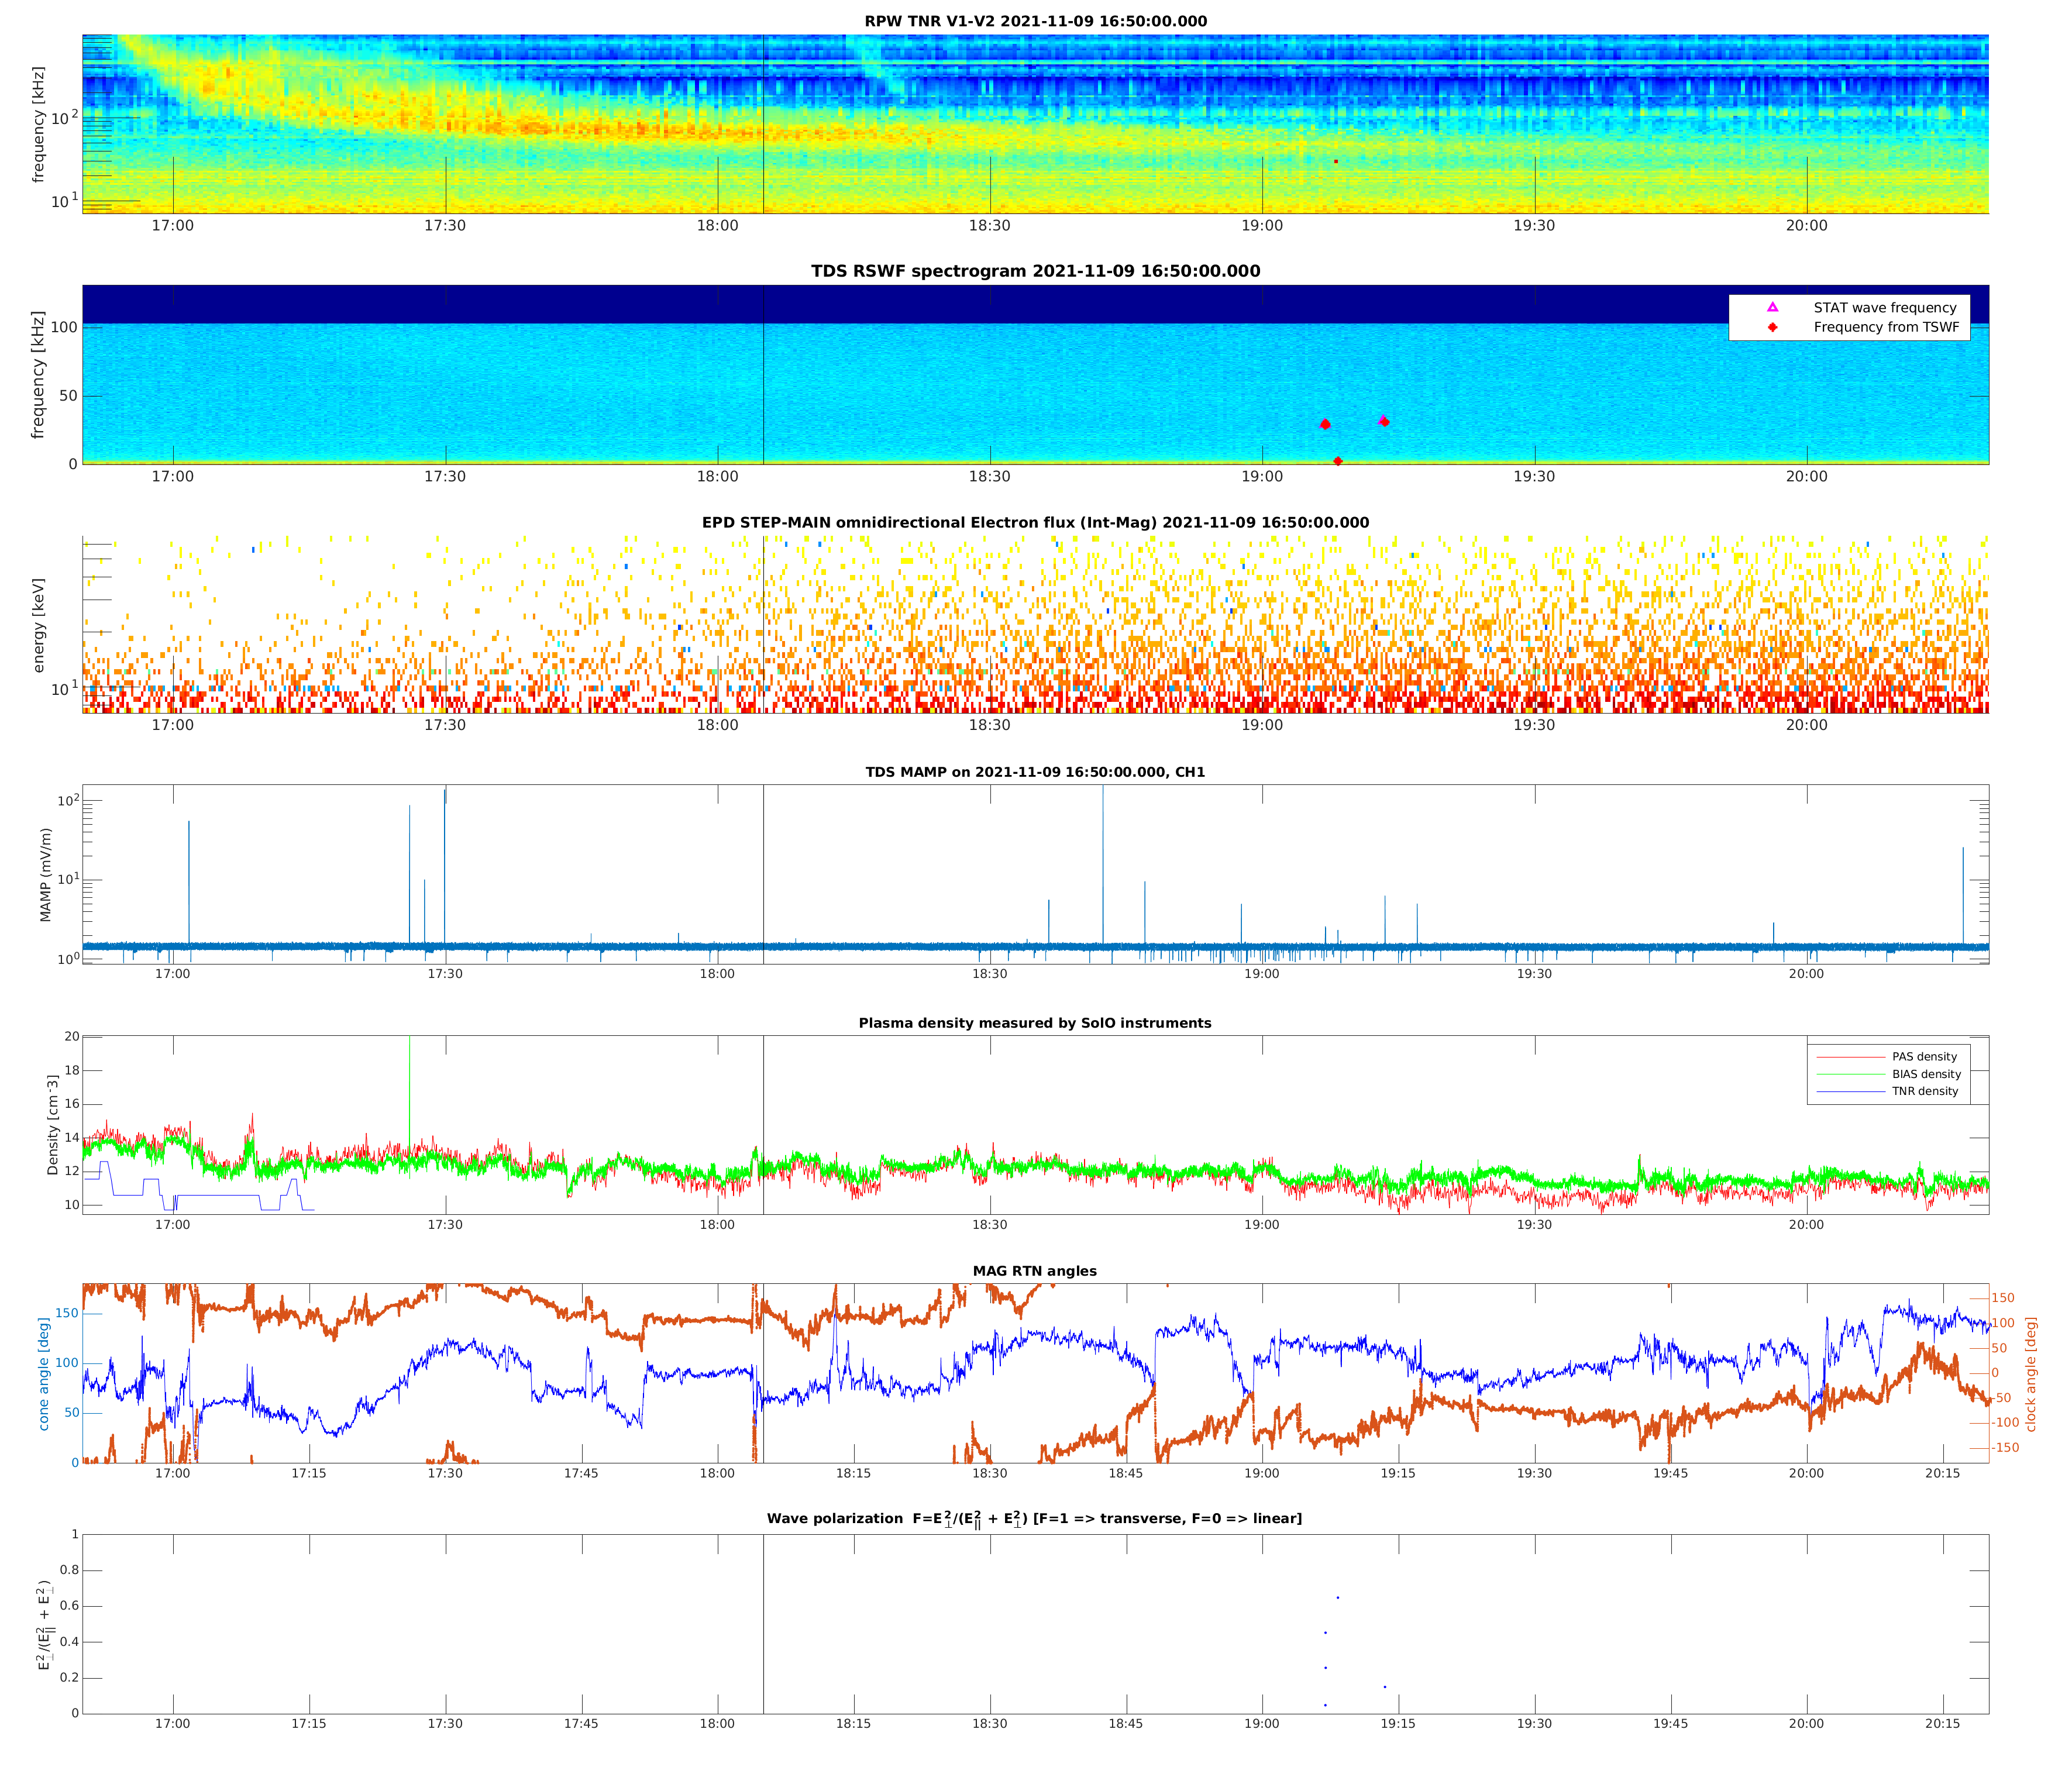 RPW TNR V1-V2 2021-11-09 16:50:00.000
frequency [kHz]
10²
10¹
17:00 17:30 18:00 18:30 19:00 19:30 20:00
TDS RSWF spectrogram 2021-11-09 16:50:00.000
frequency [kHz]
100
50
0
STAT wave frequency
Frequency from TSWF
17:00 17:30 18:00 18:30 19:00 19:30 20:00
EPD STEP-MAIN omnidirectional Electron flux (Int-Mag) 2021-11-09 16:50:00.000
energy [keV]
10¹
17:00 17:30 18:00 18:30 19:00 19:30 20:00
TDS MAMP on 2021-11-09 16:50:00.000, CH1
MAMP (mV/m)
10²
10¹
10⁰
17:00 17:30 18:00 18:30 19:00 19:30 20:00
Plasma density measured by SolO instruments
Density [cm⁻3]
20
18
16
14
12
10
PAS density
BIAS density
TNR density
17:00 17:30 18:00 18:30 19:00 19:30 20:00
MAG RTN angles
cone angle [deg]
150
100
50
0
150
100
50
0
-50
-100
-150
clock angle [deg]
17:00 17:15 17:30 17:45 18:00 18:15 18:30 18:45 19:00 19:15 19:30 19:45 20:00 20:15
Wave polarization F=E⊥²/(E||² + E⊥²) [F=1 => transverse, F=0 => linear]
E⊥²/(E||² + E⊥²)
1
0.8
0.6
0.4
0.2
0
17:00 17:15 17:30 17:45 18:00 18:15 18:30 18:45 19:00 19:15 19:30 19:45 20:00 20:15